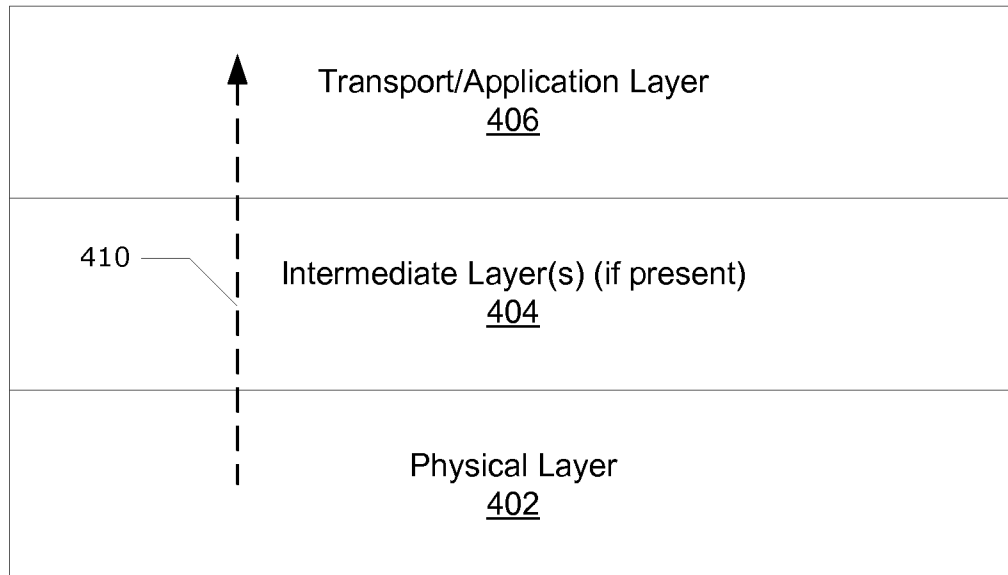 Transport/Application Layer
406
410
Intermediate Layer(s) (if present)
404
Physical Layer
402